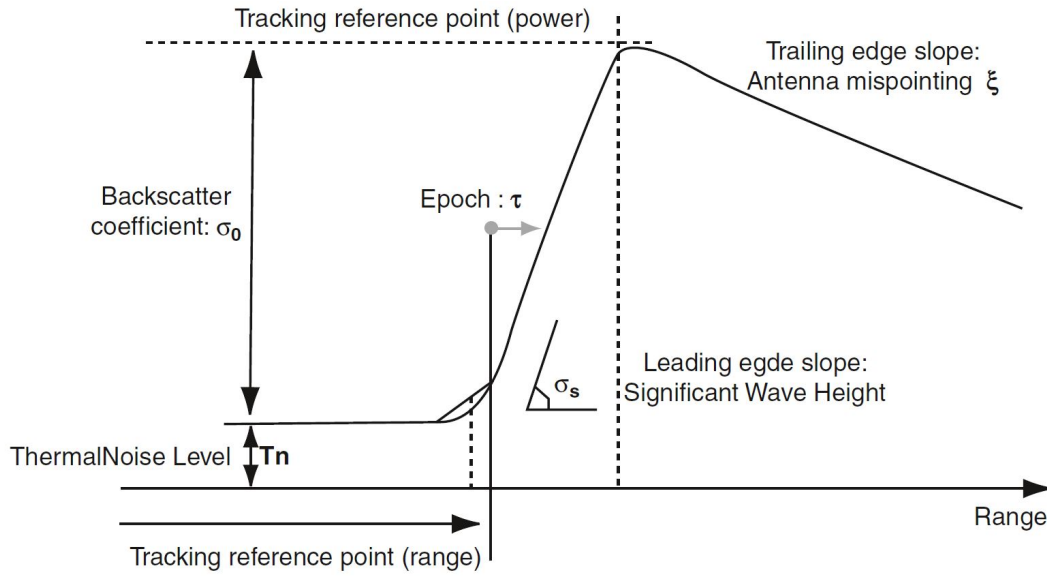 Tracking reference point (power)
Trailing edge slope:
Antenna mispointing ξ
Backscatter
coefficient: σ0
Epoch : τ
σs
Leading egde slope:
Significant Wave Height
ThermalNoise Level
Tn
Range
Tracking reference point (range)